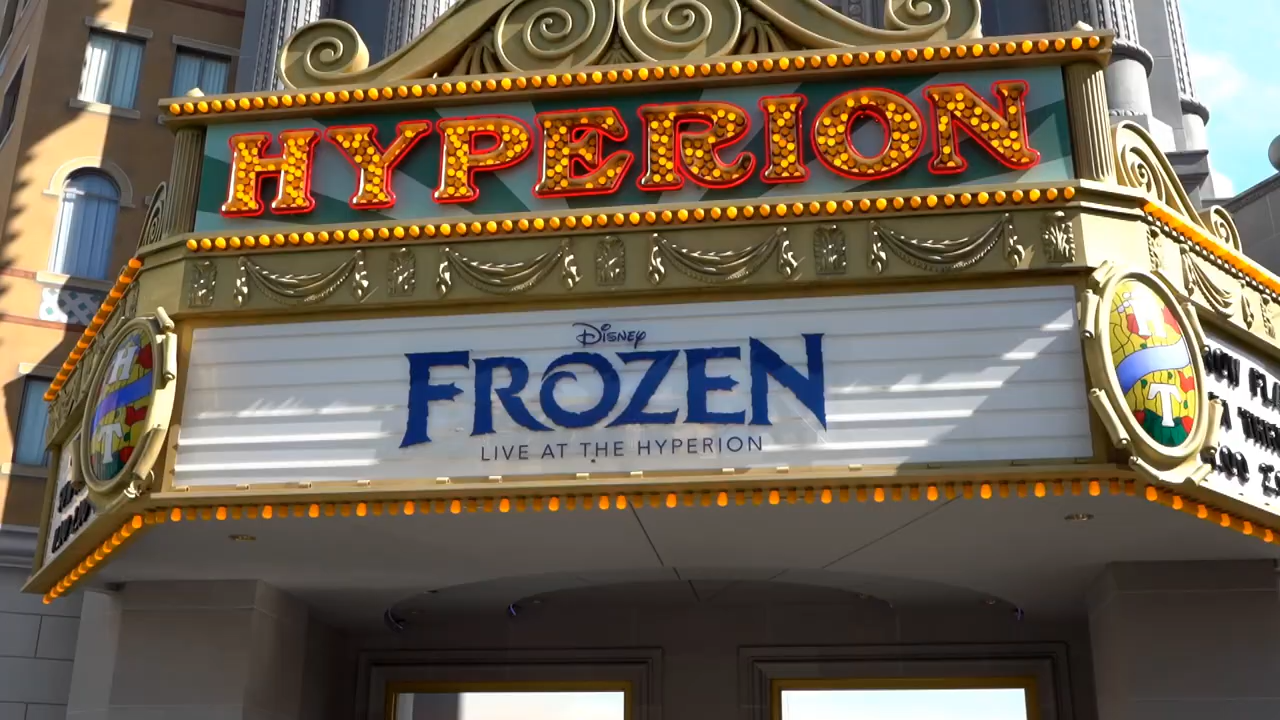 HYPERION
Disney
FROZEN
LIVE AT THE HYPERION
H
T
H
T